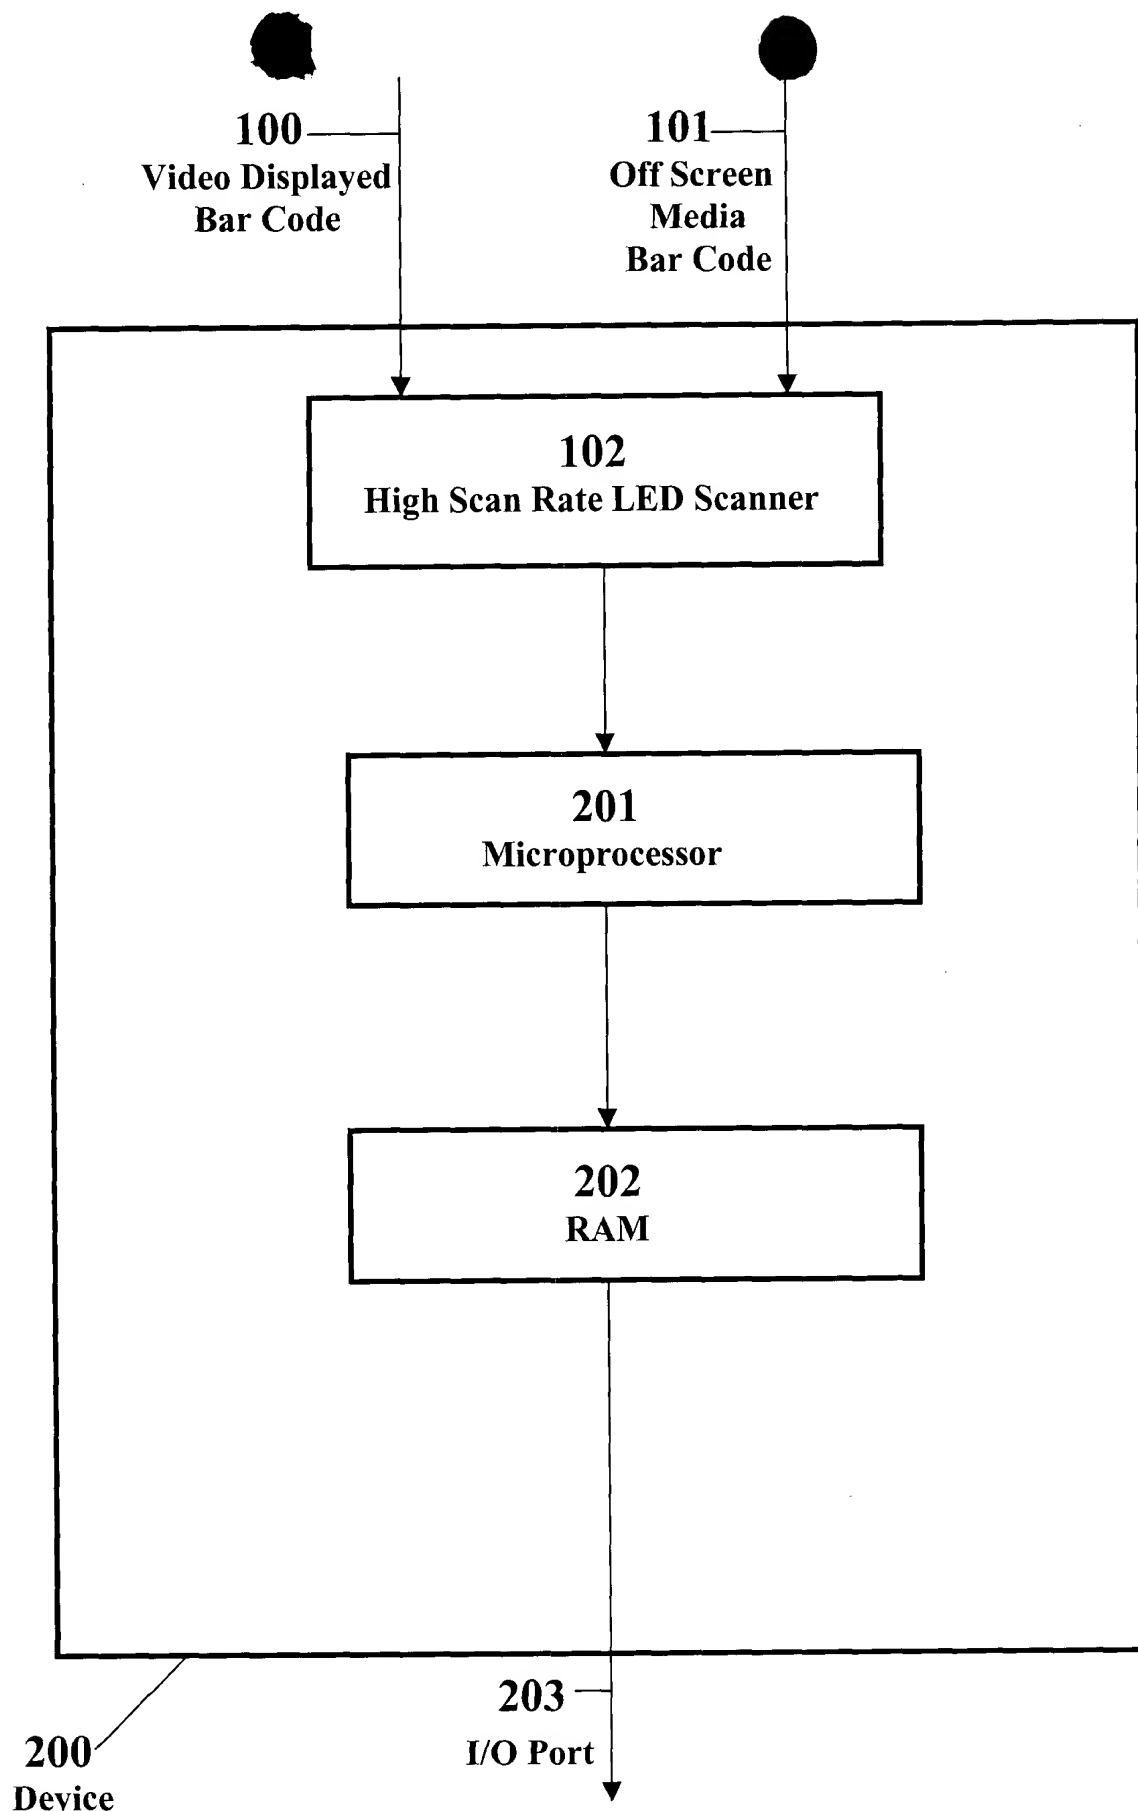 100
Video Displayed
Bar Code
101
Off Screen
Media
Bar Code
102
High Scan Rate LED Scanner
201
Microprocessor
202
RAM
203
I/O Port
200
Device